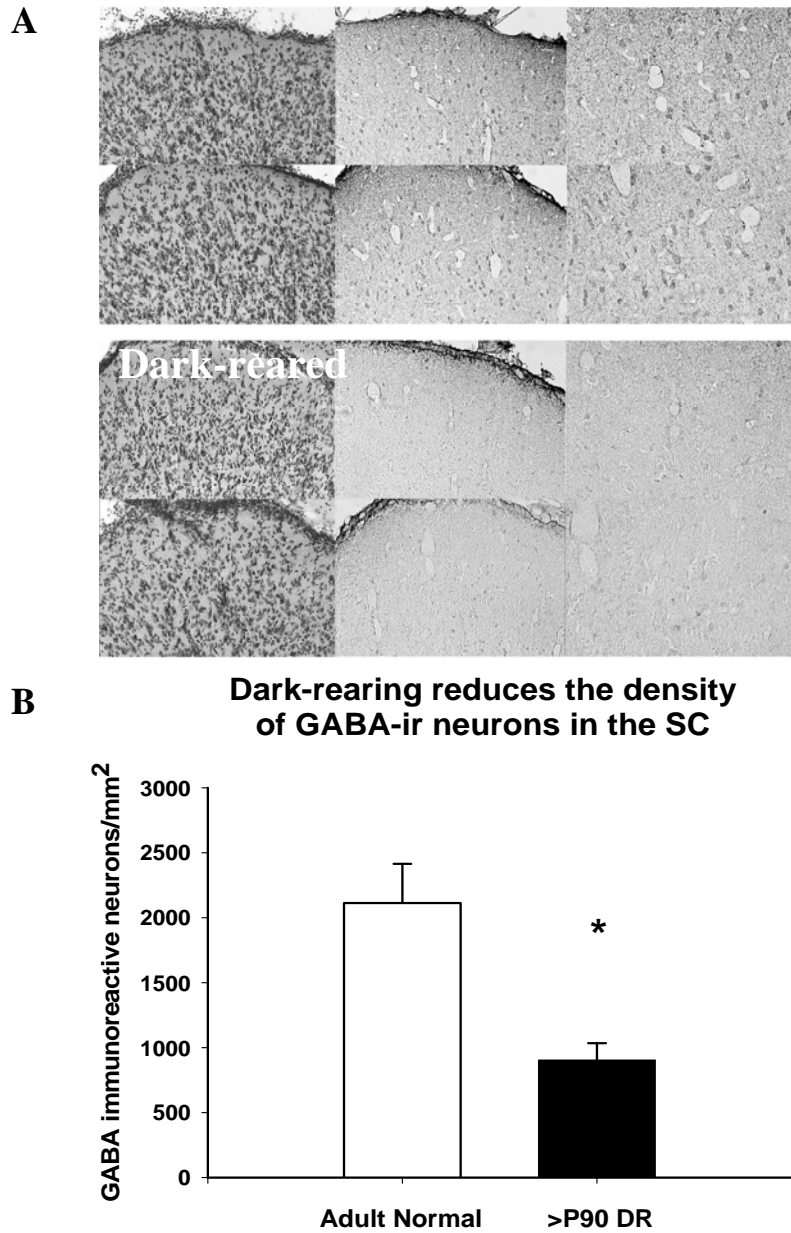 A
Dark-reared
B
Dark-rearing reduces the density
of GABA-ir neurons in the SC
GABA immunoreactive neurons/mm²
3000
2500
2000
1500
1000
500
0
*
Adult Normal
>P90 DR